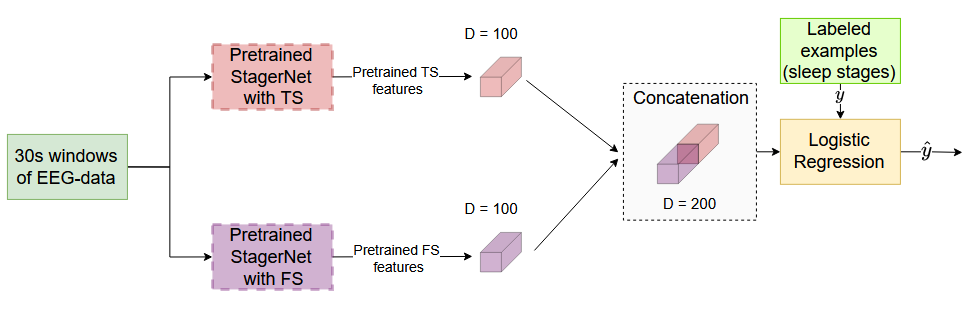 30s windows
of EEG-data
Pretrained
StagerNet
with TS
Pretrained TS
features
D = 100
Pretrained
StagerNet
with FS
Pretrained FS
features
D = 100
Concatenation
D = 200
Labeled
examples
(sleep stages)
y
Logistic
Regression
ŷ